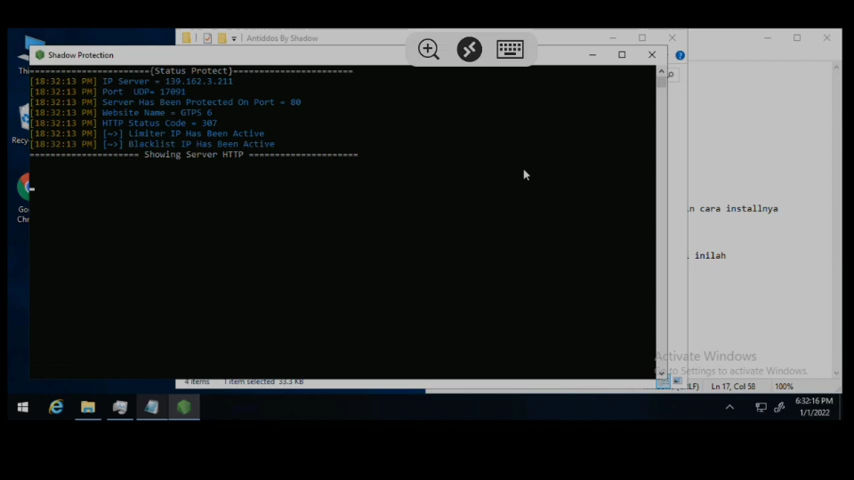 Antiddos By Shadow
Shadow Protection
======================={Status Protect}=======================
[18:32:13 PM] IP Server = 139.162.3.211
[18:32:13 PM] Port  UDP= 17091
[18:32:13 PM] Server Has Been Protected On Port = 80
[18:32:13 PM] Website Name = GTPS 6
[18:32:13 PM] HTTP Status Code = 307
[18:32:13 PM] [~>] Limiter IP Has Been Active
[18:32:13 PM] [~>] Blacklist IP Has Been Active
===================== Showing Server HTTP =====================
Th
Recyc
Go
Chr
n cara installnya
inilah
Activate Windows
Go to Settings to activate Windows.
4 items   1 item selected  33.3 KB
LF)   Ln 17, Col 58   100%
6:32:16 PM
1/1/2022